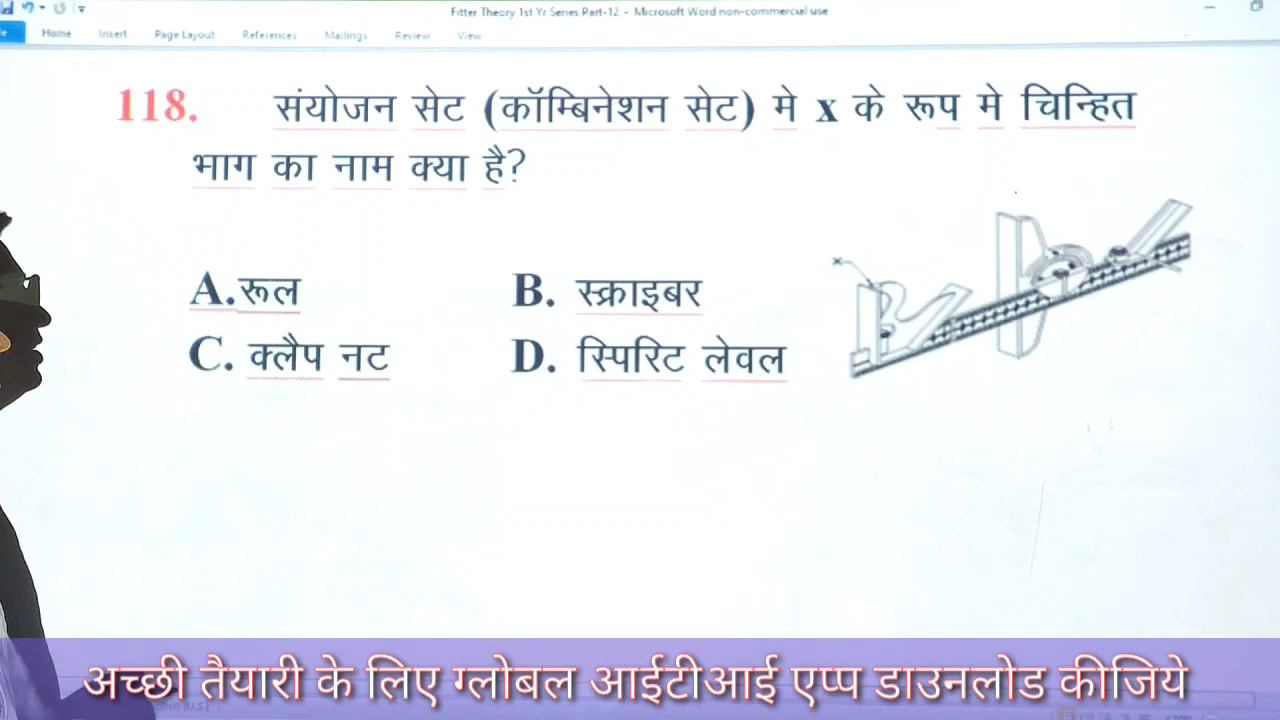 Fitter Theory 1st Yr Series Part-12 - Microsoft Word non-commercial use
Home Insert Page Layout References Mailings Review View
118. संयोजन सेट (कॉम्बिनेशन सेट) मे x के रूप मे चिन्हित
भाग का नाम क्या है?
x
A.रूल B. स्क्राइबर
C. क्लैप नट D. स्पिरिट लेवल
अच्छी तैयारी के लिए ग्लोबल आईटीआई एप्प डाउनलोड कीजिये